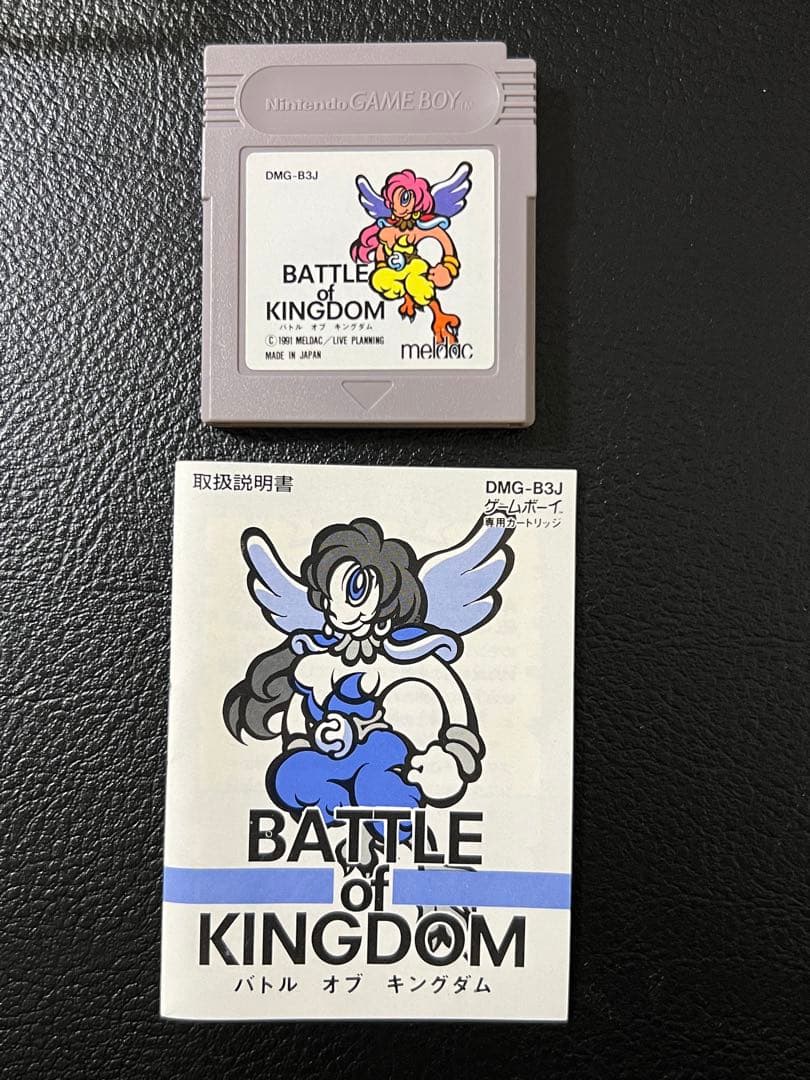 Nintendo GAME BOY TM
DMG-B3J
BATTLE
of
KINGDOM
バトル オブ キングダム
© 1991 MELDAC/LIVE PLANNING
MADE IN JAPAN
meldac
取扱説明書
DMG-B3J
ゲームボーイ TM
専用カートリッジ
BATTLE
of
KINGDOM
バトル オブ キングダム